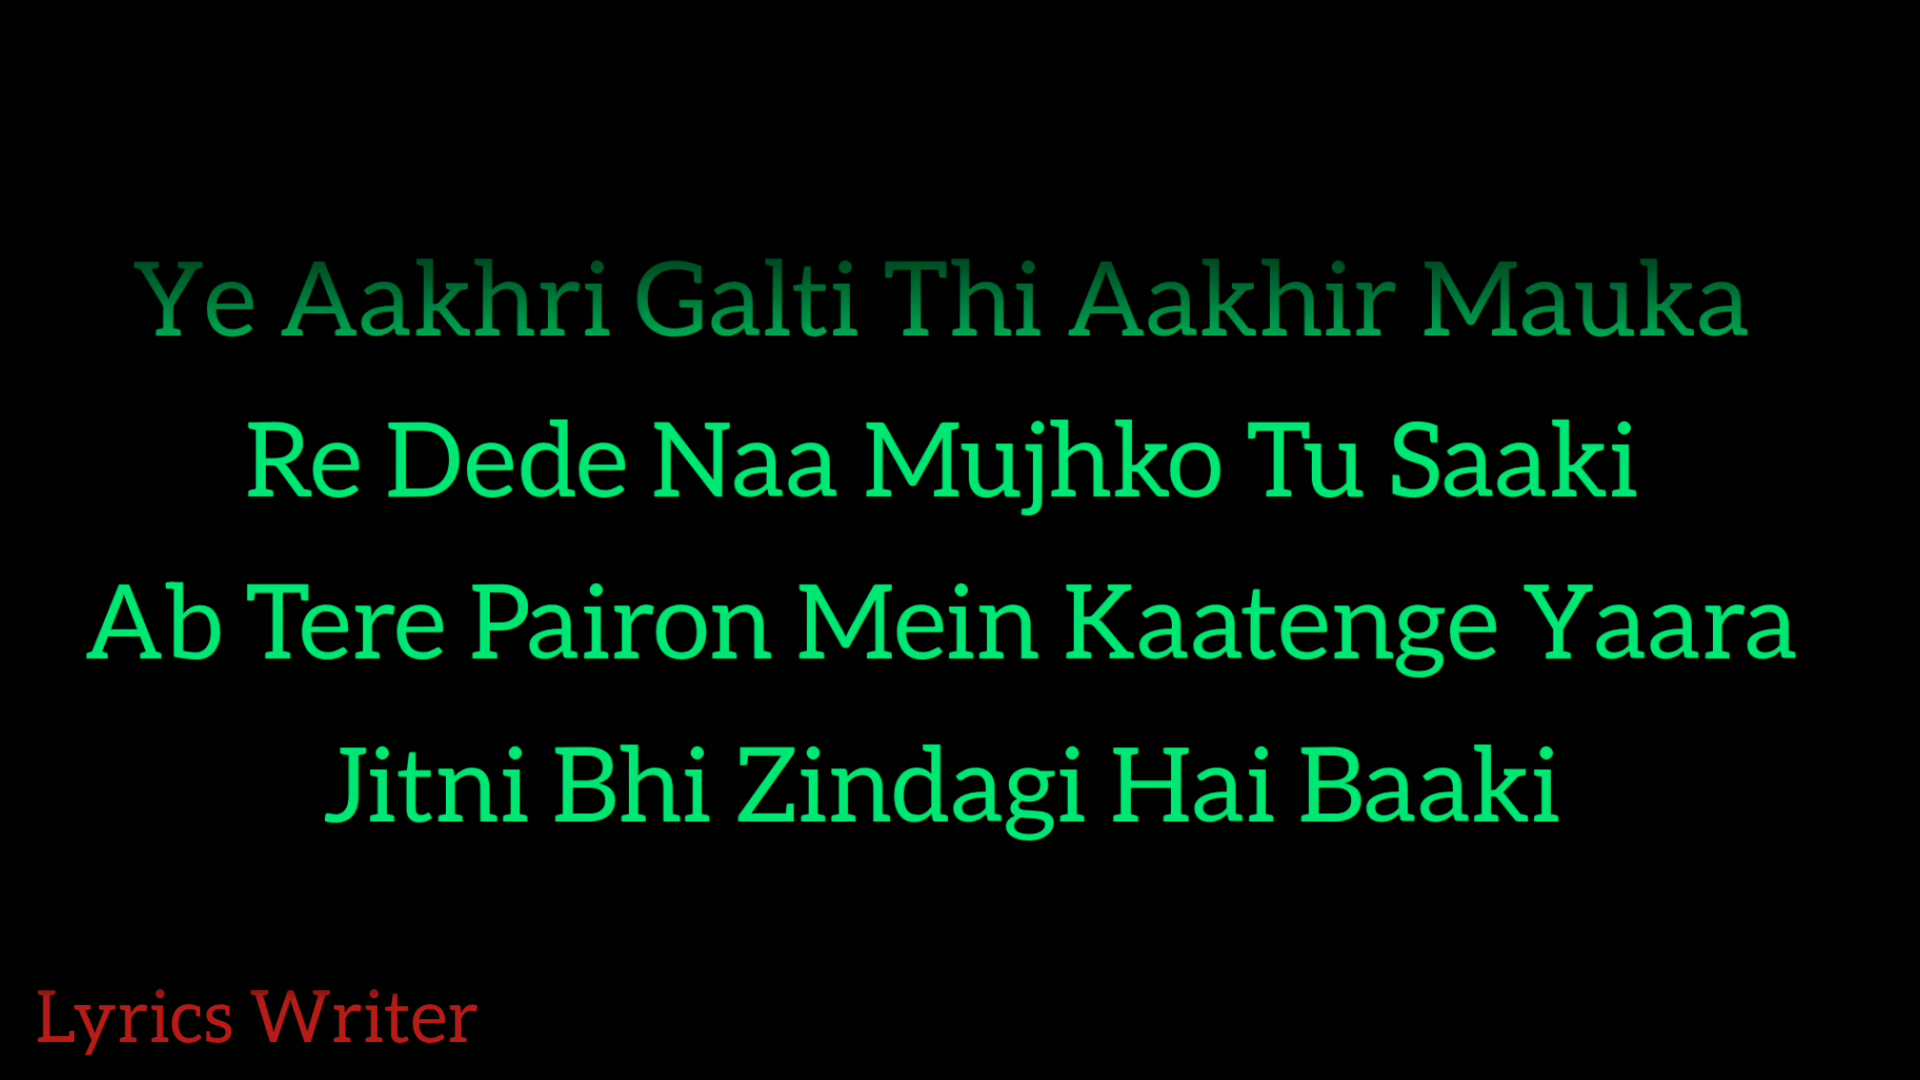 Ye Aakhri Galti Thi Aakhir Mauka
Re Dede Naa Mujhko Tu Saaki
Ab Tere Pairon Mein Kaatenge Yaara
Jitni Bhi Zindagi Hai Baaki
Lyrics Writer